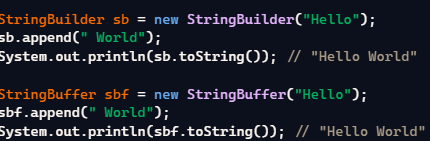 StringBuilder sb = new StringBuilder("Hello");
sb.append(" World");
System.out.println(sb.toString()); // "Hello World"
StringBuffer sbf = new StringBuffer("Hello");
sbf.append(" World");
System.out.println(sbf.toString()); // "Hello World"